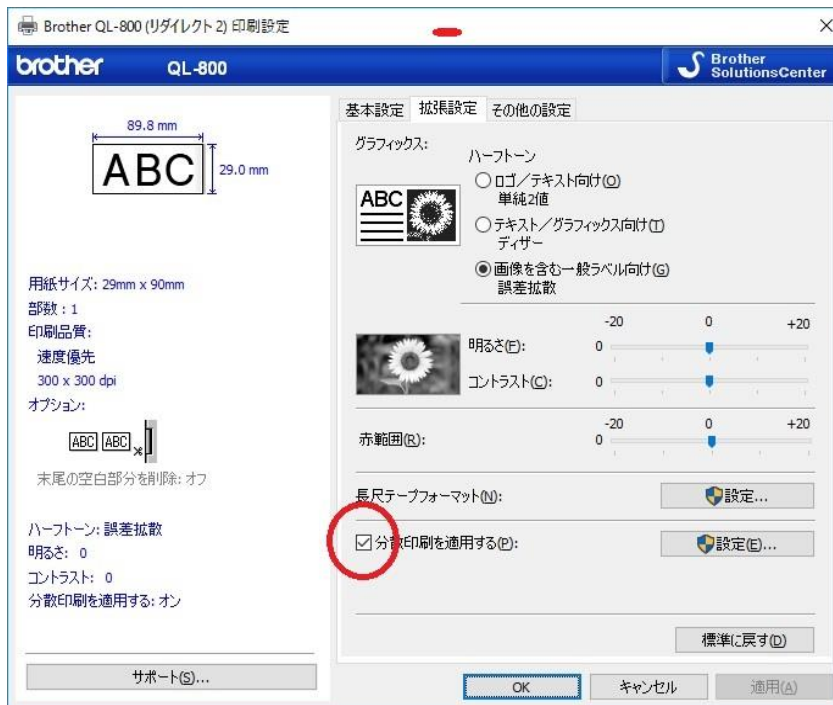 Brother QL-800 (リダイレクト 2) 印刷設定
brother QL-800
Brother
SolutionsCenter
89.8 mm
ABC
29.0 mm
用紙サイズ: 29mm x 90mm
部数 : 1
印刷品質:
速度優先
300 x 300 dpi
オプション:
ABC ABC
末尾の空白部分を削除: オフ
ハーフトーン: 誤差拡散
明るさ: 0
コントラスト: 0
分散印刷を適用する: オン
サポート(S)...
基本設定 拡張設定 その他の設定
グラフィックス:
ABC
ハーフトーン
ロゴ/テキスト向け(O)
単純2値
テキスト/グラフィックス向け(T)
ディザー
画像を含む一般ラベル向け(G)
誤差拡散
-20 0 +20
明るさ(F): 0
コントラスト(C): 0
-20 0 +20
赤範囲(R): 0
長尺テープフォーマット(N): 設定...
分散印刷を適用する(P): 設定(E)...
標準に戻す(D)
OK キャンセル 適用(A)